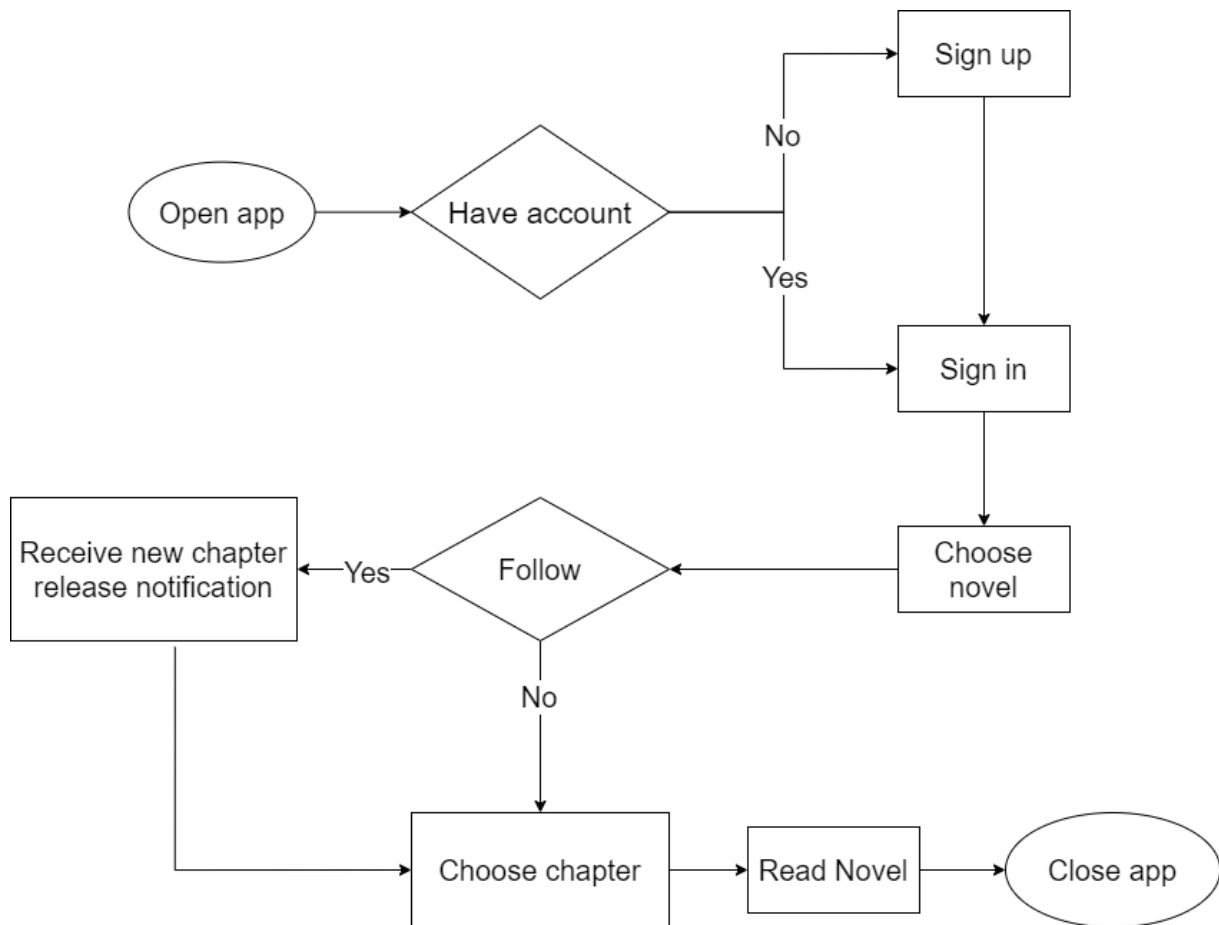 Sign up
No
Open app
Have account
Yes
Sign in
Receive new chapter
release notification
Yes
Follow
Choose
novel
No
Choose chapter
Read Novel
Close app